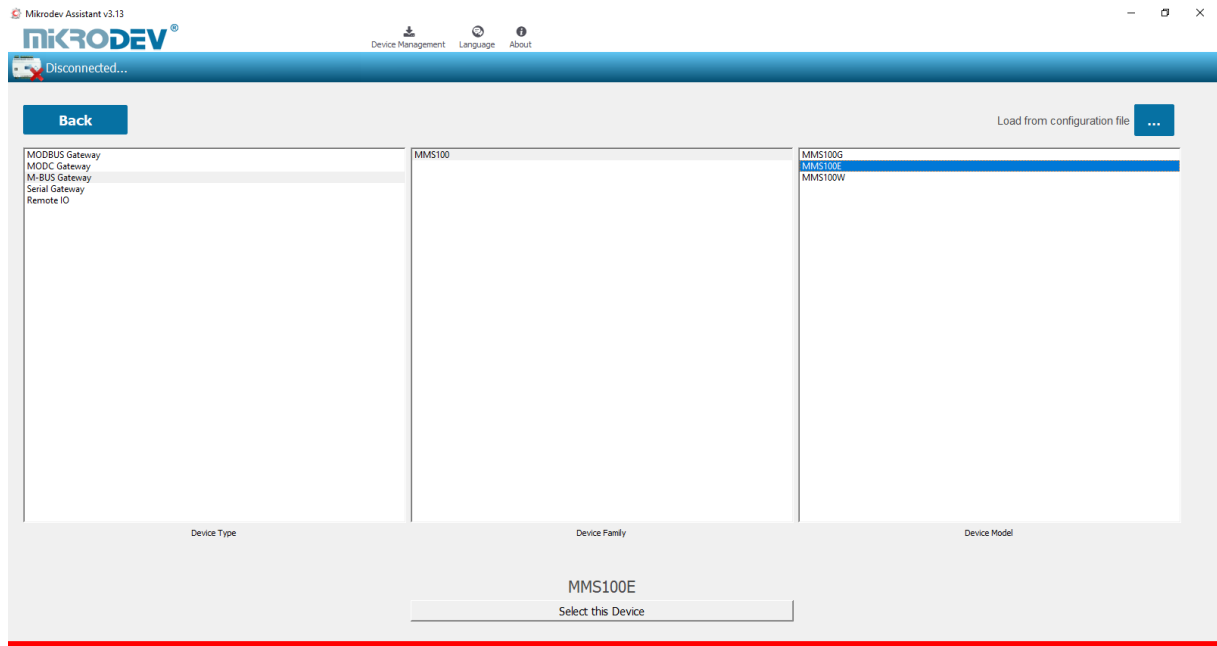 Mikrodev Assistant v3.13
MiKRODEV®
Device Management Language About
Disconnected...
Back
Load from configuration file ...
MODBUS Gateway
MODC Gateway
M-BUS Gateway
Serial Gateway
Remote IO
MMS100
MMS100G
MMS100E
MMS100W
Device Type
Device Family
Device Model
MMS100E
Select this Device